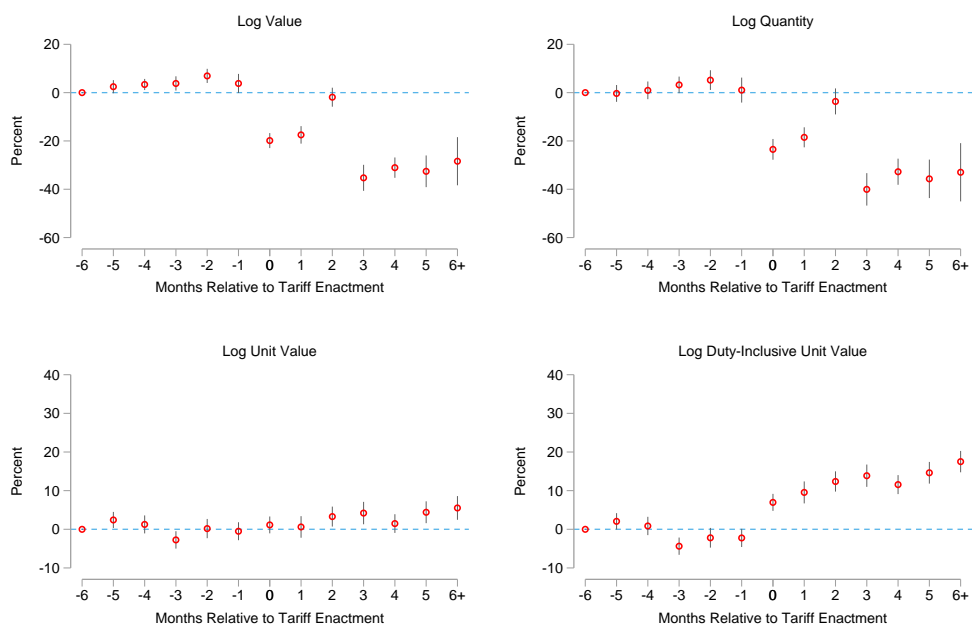 Log Value
Percent
20
0
-20
-40
-60
-6 -5 -4 -3 -2 -1 0 1 2 3 4 5 6+
Months Relative to Tariff Enactment
Log Quantity
Percent
20
0
-20
-40
-60
-6 -5 -4 -3 -2 -1 0 1 2 3 4 5 6+
Months Relative to Tariff Enactment
Log Unit Value
Percent
40
30
20
10
0
-10
-6 -5 -4 -3 -2 -1 0 1 2 3 4 5 6+
Months Relative to Tariff Enactment
Log Duty-Inclusive Unit Value
Percent
40
30
20
10
0
-10
-6 -5 -4 -3 -2 -1 0 1 2 3 4 5 6+
Months Relative to Tariff Enactment